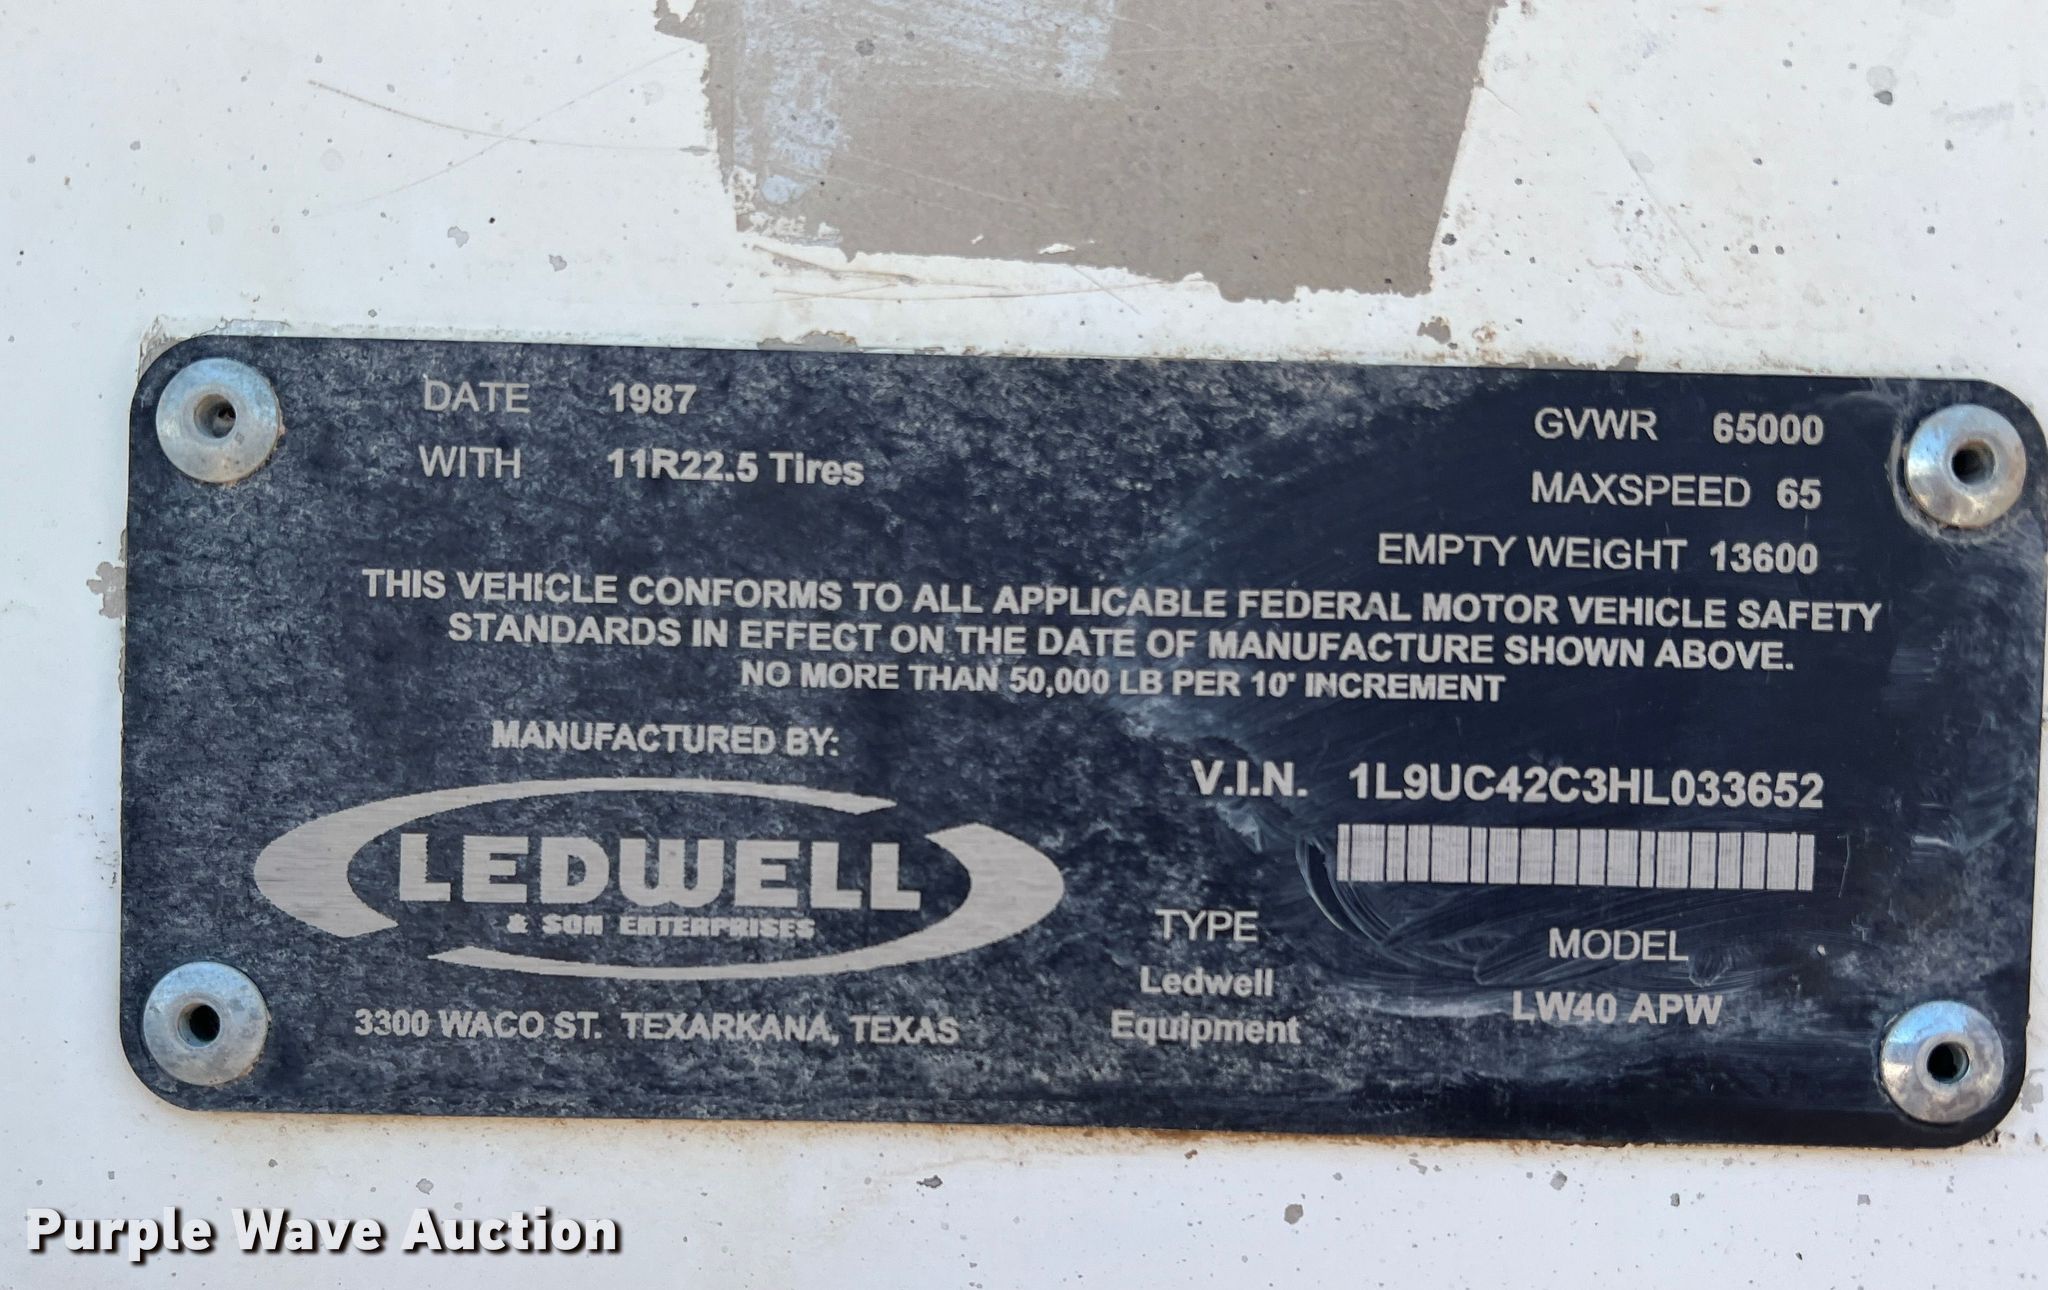 DATE 1987
WITH 11R22.5 Tires
GVWR 65000
MAXSPEED 65
EMPTY WEIGHT 13600
THIS VEHICLE CONFORMS TO ALL APPLICABLE FEDERAL MOTOR VEHICLE SAFETY
STANDARDS IN EFFECT ON THE DATE OF MANUFACTURE SHOWN ABOVE.
NO MORE THAN 50,000 LB PER 10" INCREMENT
MANUFACTURED BY:
LEDWELL
& SON ENTERPRISES
3300 WACO ST. TEXARKANA, TEXAS
V.I.N. 1L9UC42C3HL033652
TYPE
Ledwell
Equipment
MODEL
LW40 APW
Purple Wave Auction